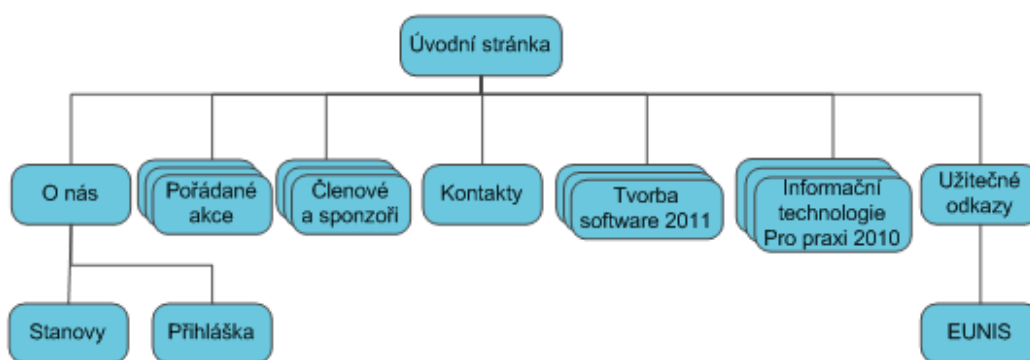 Úvodní stránka
O nás
Pořádané
akce
Členové
a sponzoři
Kontakty
Tvorba
software 2011
Informační
technologie
Pro praxi 2010
Užitečné
odkazy
Stanovy
Přihláška
EUNIS